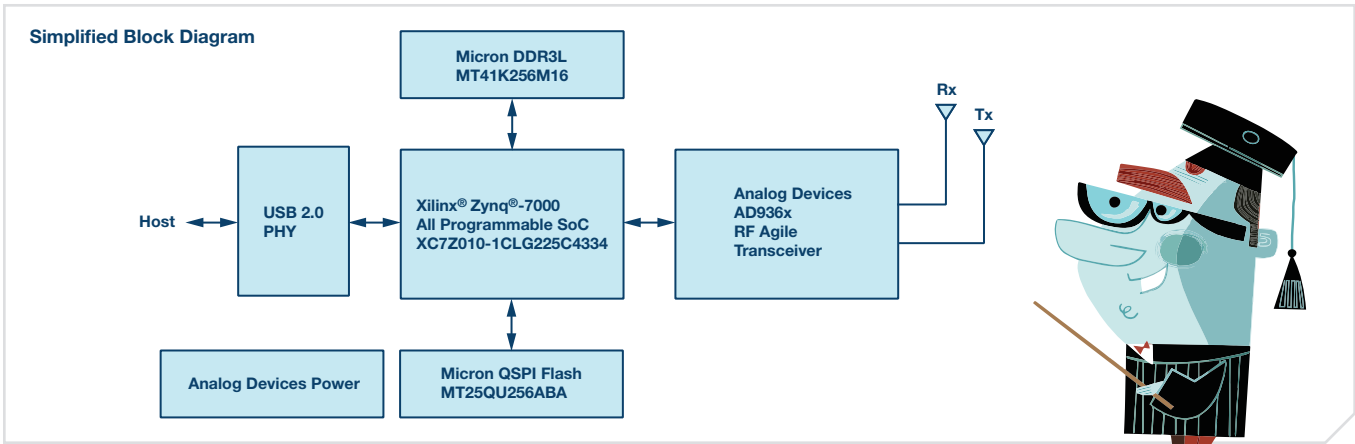 Simplified Block Diagram
Micron DDR3L
MT41K256M16
Rx
Tx
Host
USB 2.0
PHY
Xilinx® Zynq®-7000
All Programmable SoC
XC7Z010-1CLG225C4334
Analog Devices
AD936x
RF Agile
Transceiver
Analog Devices Power
Micron QSPI Flash
MT25QU256ABA